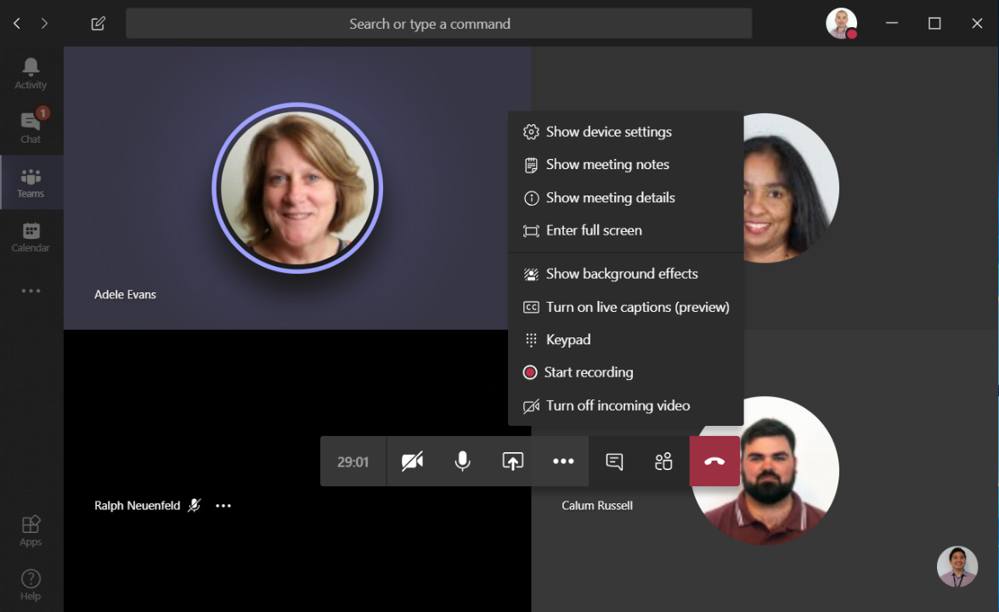 Search or type a command
Activity
1
Chat
Teams
Calendar
Apps
Help
Adele Evans
Show device settings
Show meeting notes
Show meeting details
Enter full screen
Show background effects
CC Turn on live captions (preview)
Keypad
Start recording
Turn off incoming video
29:01
Ralph Neuenfeld
Calum Russell